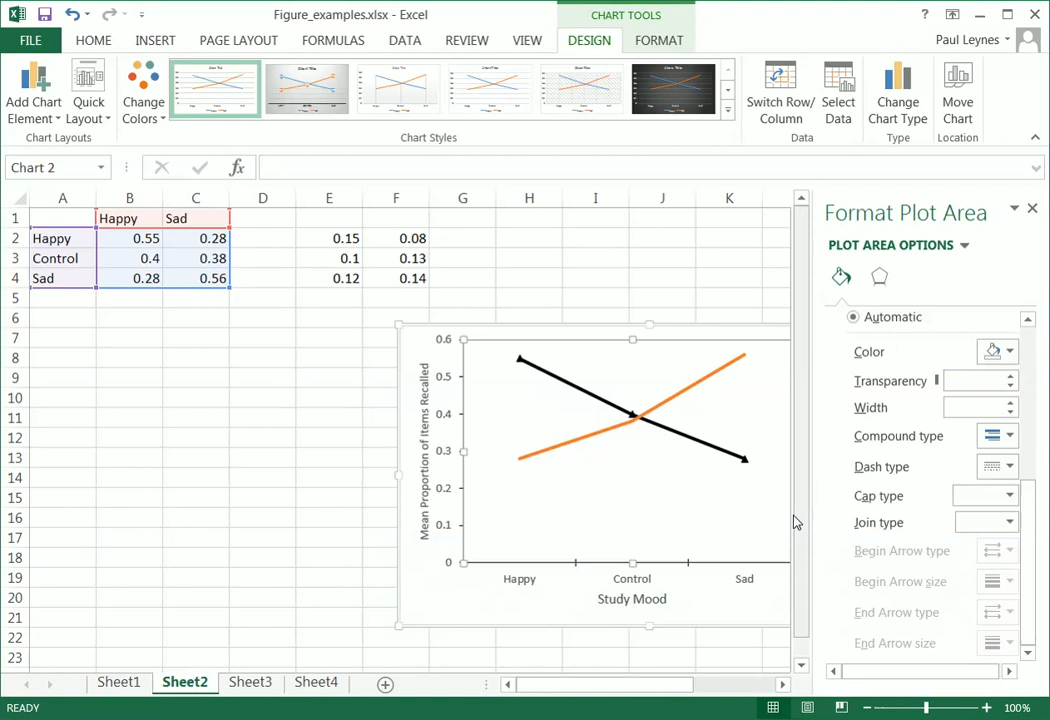 Figure_examples.xlsx - Excel
CHART TOOLS
?
FILE HOME INSERT PAGE LAYOUT FORMULAS DATA REVIEW VIEW DESIGN FORMAT Paul Leynes
Add Chart Element
Quick Layout
Change Colors
Switch Row/ Column
Select Data
Change Chart Type
Move Chart
Chart Layouts Chart Styles Data Type Location
Chart 2 fx
A B C D E F G H I J K
1 Happy Sad
2 Happy 0.55 0.28 0.15 0.08
3 Control 0.4 0.38 0.1 0.13
4 Sad 0.28 0.56 0.12 0.14
5
6
7
8
9
10
11
12
13
14
15
16
17
18
19
20
21
22
23
Mean Proportion of Items Recalled
0.6
0.5
0.4
0.3
0.2
0.1
0
Happy Control Sad
Study Mood
Format Plot Area
PLOT AREA OPTIONS
Automatic
Color
Transparency
Width
Compound type
Dash type
Cap type
Join type
Begin Arrow type
Begin Arrow size
End Arrow type
End Arrow size
Sheet1 Sheet2 Sheet3 Sheet4
READY 100%